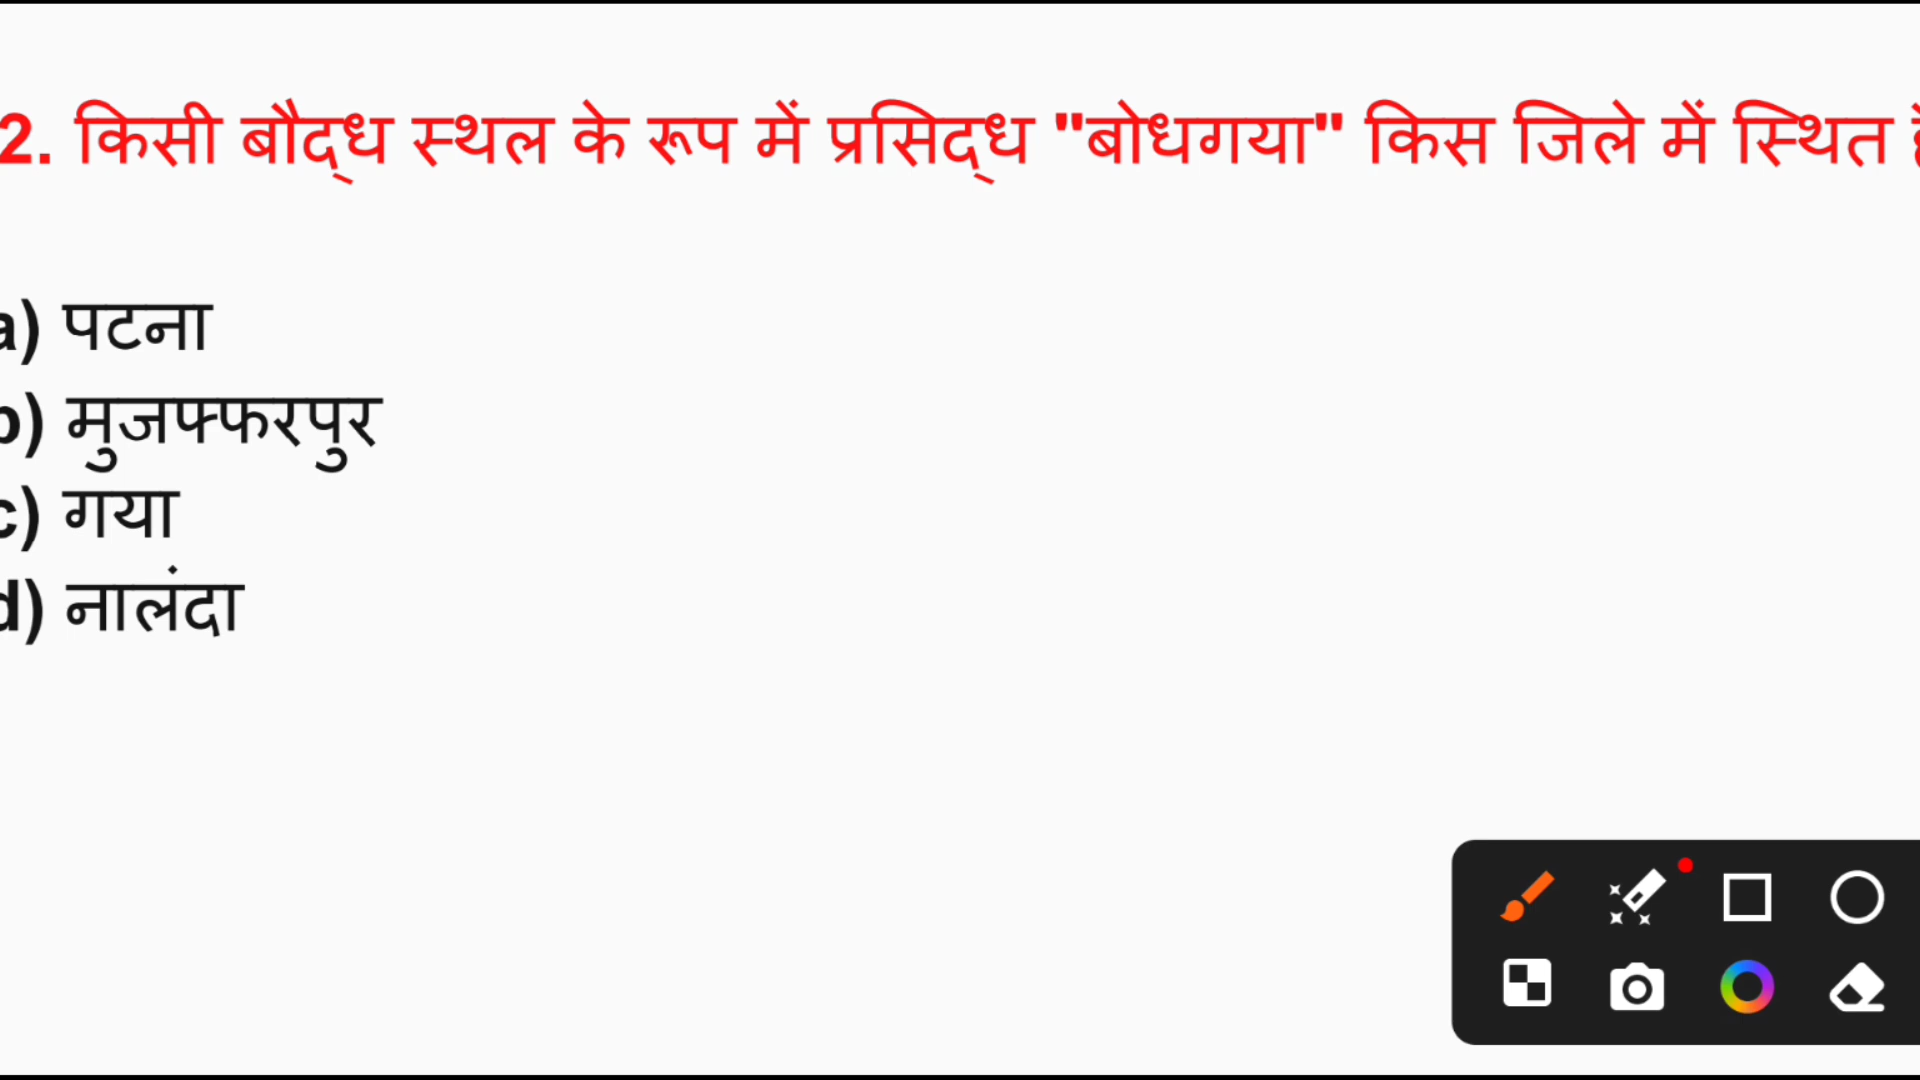 2. किसी बौद्ध स्थल के रूप में प्रसिद्ध "बोधगया" किस जिले में स्थित
a) पटना
b) मुजफ्फरपुर
c) गया
d) नालंदा